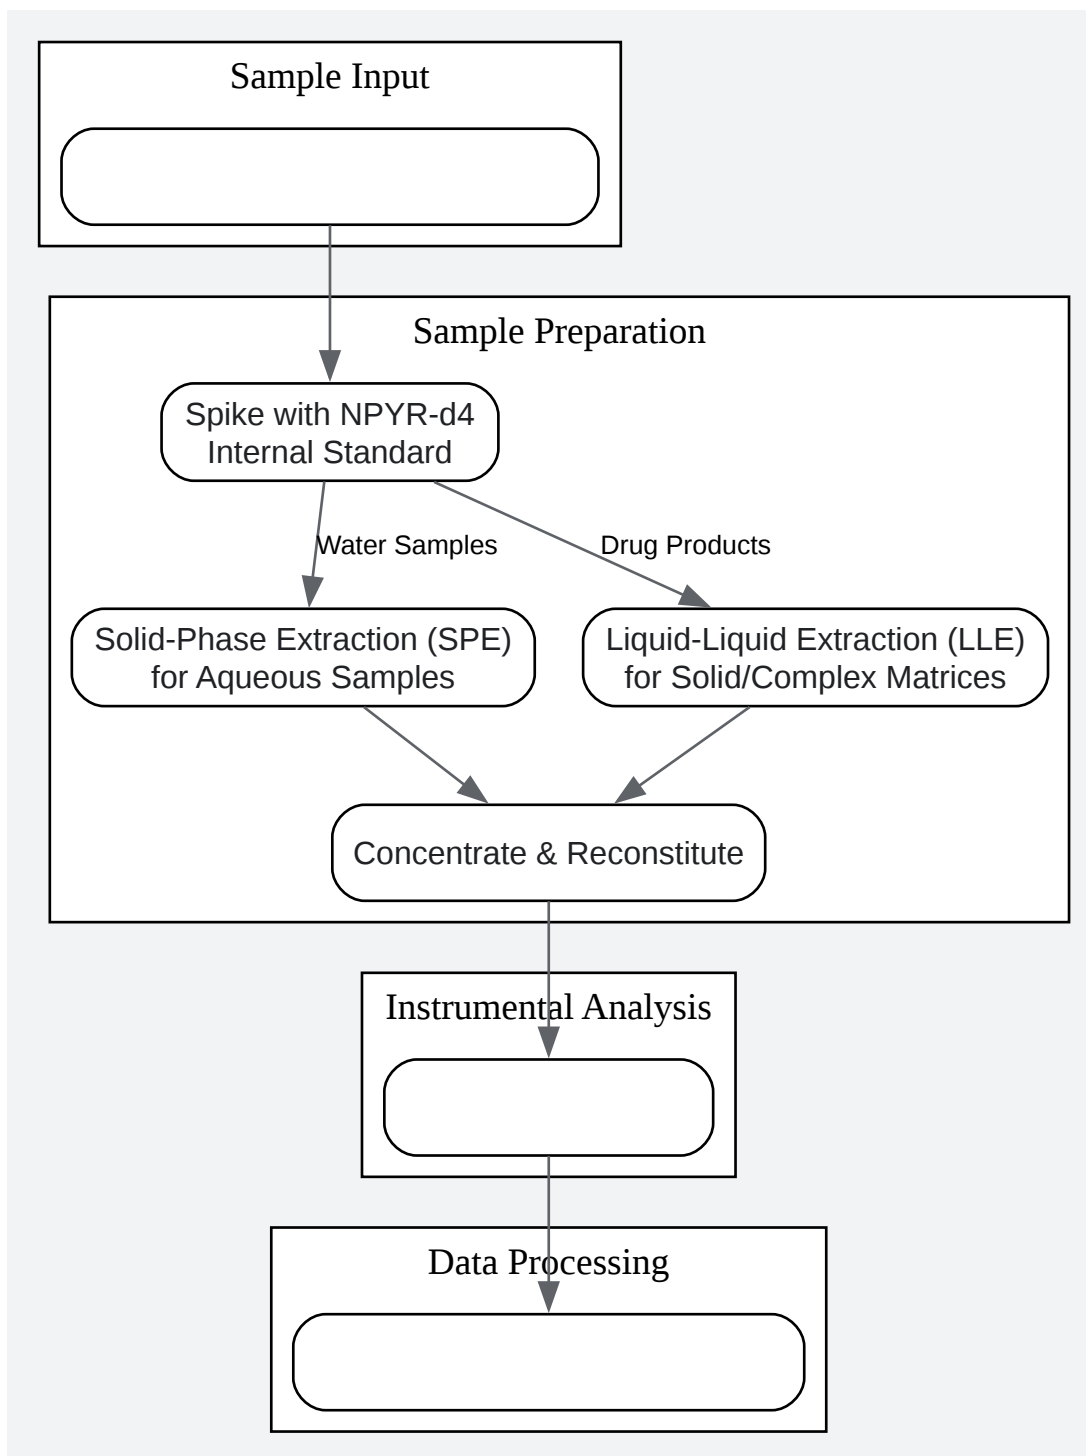 Sample Input
Sample Preparation
Spike with NPYR-d4
Internal Standard
Water Samples
Drug Products
Solid-Phase Extraction (SPE)
for Aqueous Samples
Liquid-Liquid Extraction (LLE)
for Solid/Complex Matrices
Concentrate & Reconstitute
Instrumental Analysis
Data Processing